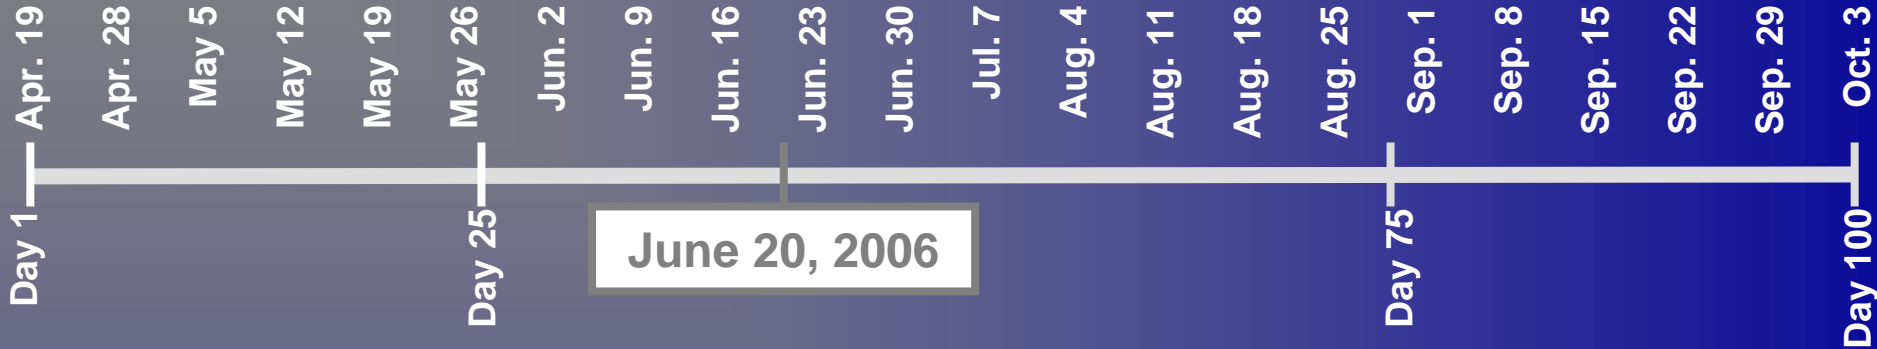 Apr. 19
Apr. 28
May 5
May 12
May 19
May 26
Jun. 2
Jun. 9
Jun. 16
Jun. 23
Jun. 30
Jul. 7
Aug. 4
Aug. 11
Aug. 18
Aug. 25
Sep. 1
Sep. 8
Sep. 15
Sep. 22
Sep. 29
Oct. 3
Day 1
Day 25
June 20, 2006
Day 75
Day 100